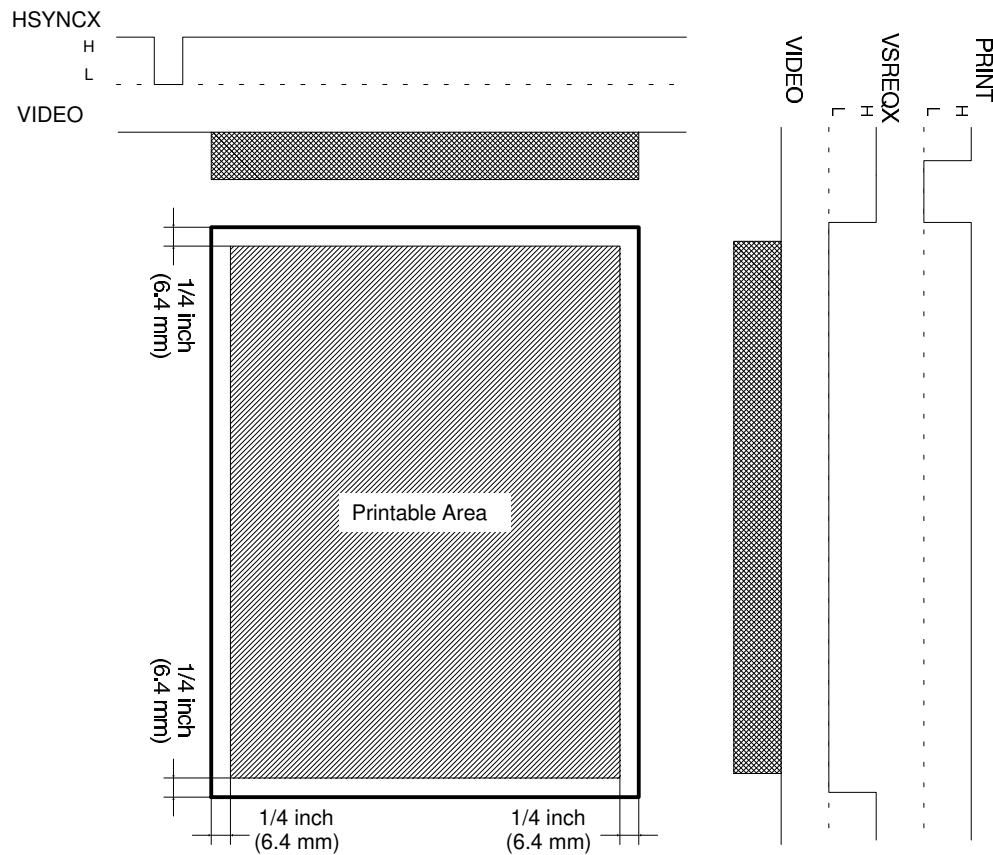 HSYNCX
H
L
VIDEO
VIDEO
L
H
VSREQX
L
H
PRINT
1/4 inch
(6.4 mm)
Printable Area
1/4 inch
(6.4 mm)
1/4 inch
(6.4 mm)
1/4 inch
(6.4 mm)